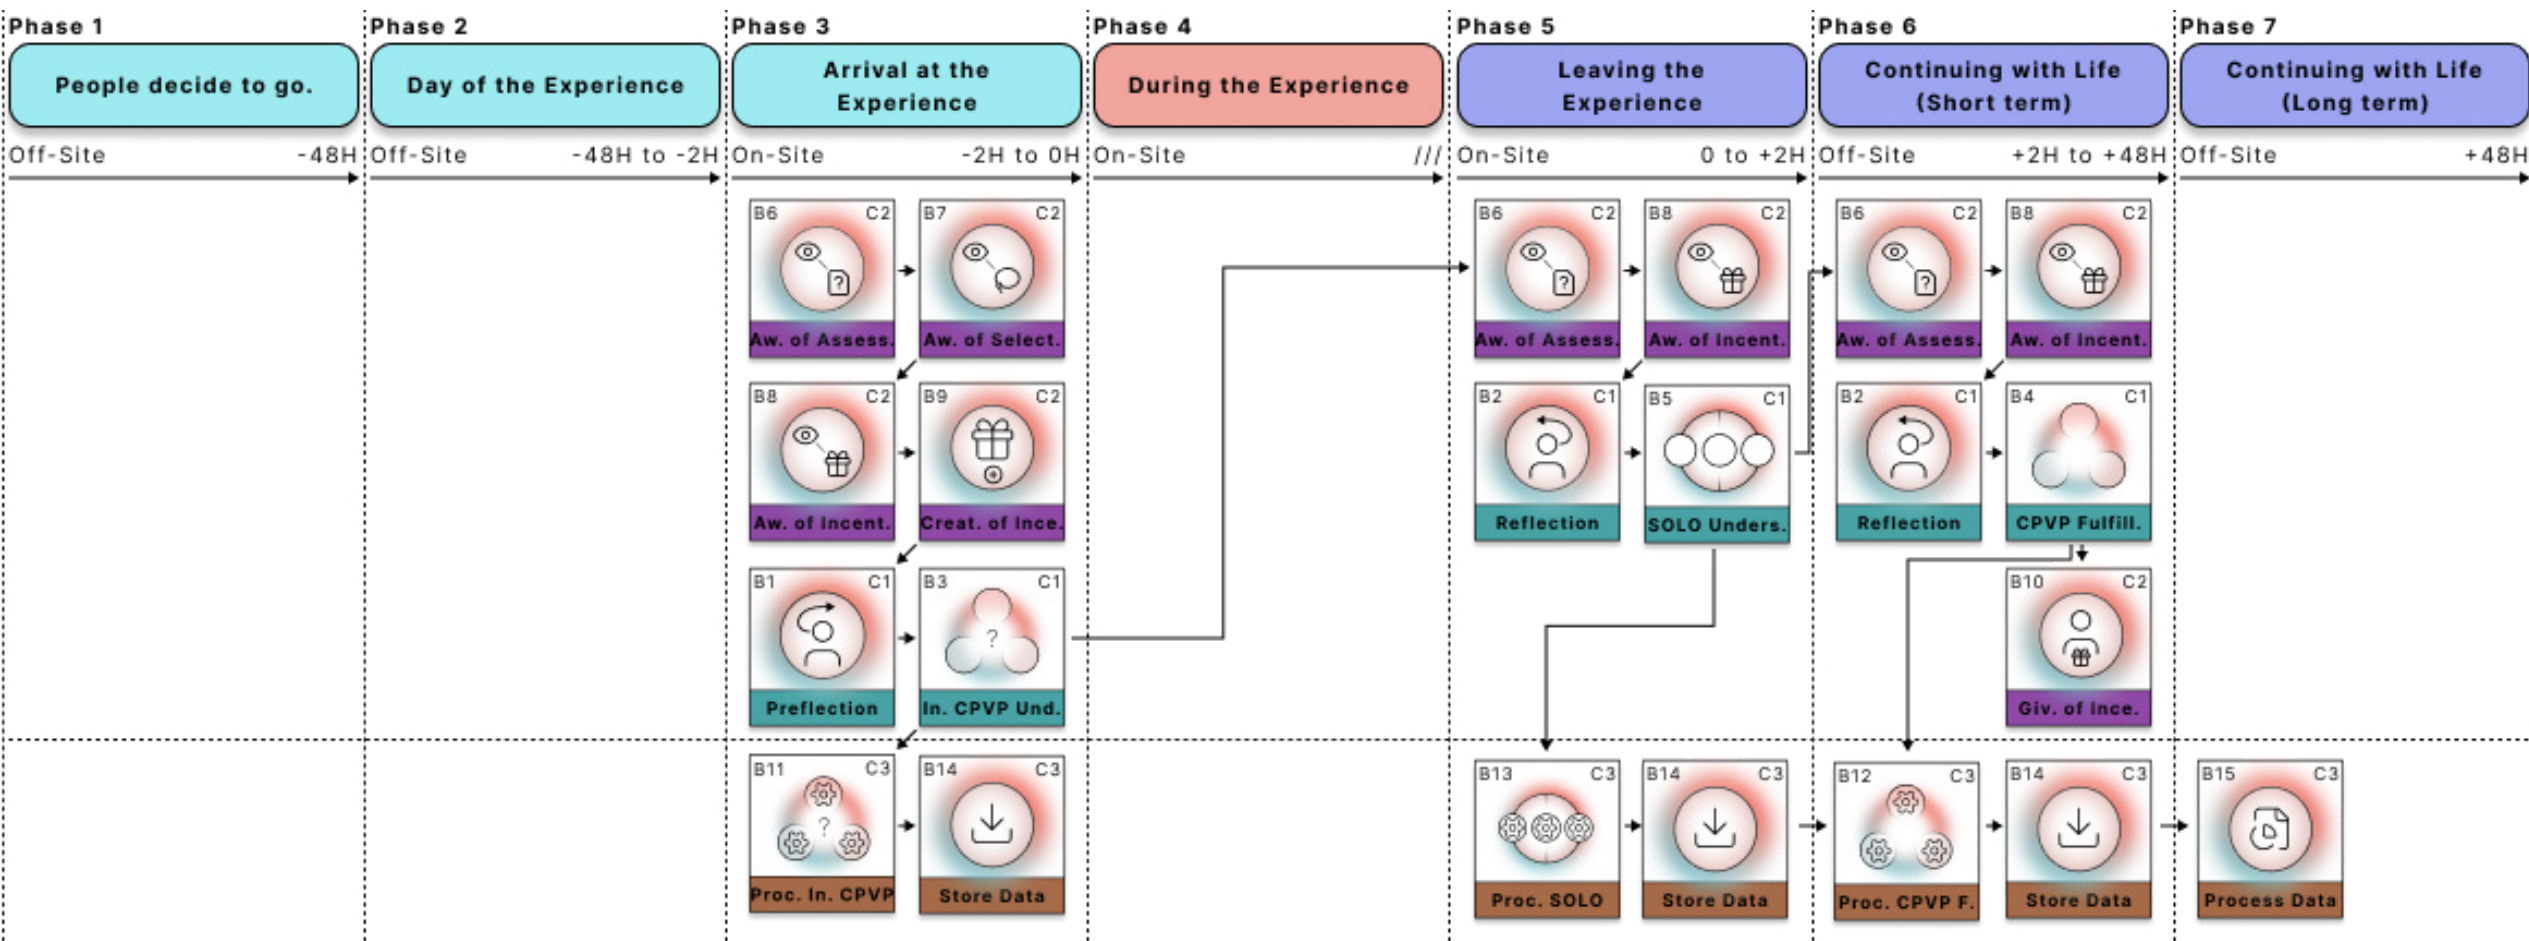 Phase 1
People decide to go.
Off-Site -48H
Phase 2
Day of the Experience
Off-Site -48H to -2H
Phase 3
Arrival at the
Experience
On-Site -2H to 0H
B6 C2
Aw. of Assess.
B7 C2
Aw. of Select.
B8 C2
Aw. of Incent.
B9 C2
Creat. of Ince.
B1 C1
Preflection
B3 C1
?
In. CPVP Und.
B11 C3
?
Proc. In. CPVP
B14 C3
Store Data
Phase 4
During the Experience
On-Site ///
Phase 5
Leaving the
Experience
On-Site 0 to +2H
B6 C2
Aw. of Assess.
B8 C2
Aw. of Incent.
B2 C1
Reflection
B5 C1
SOLO Unders.
B13 C3
Proc. SOLO
B14 C3
Store Data
Phase 6
Continuing with Life
(Short term)
Off-Site +2H to +48H
B6 C2
Aw. of Assess.
B8 C2
Aw. of Incent.
B2 C1
Reflection
B4 C1
CPVP Fulfill.
B10 C2
Giv. of Ince.
B12 C3
Proc. CPVP F.
B14 C3
Store Data
Phase 7
Continuing with Life
(Long term)
Off-Site +48H
B15 C3
Process Data